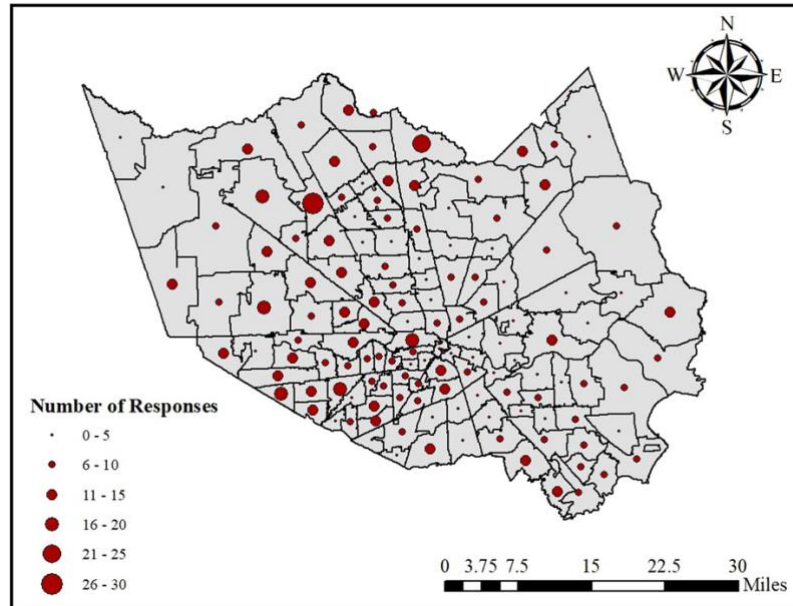 N
W E
S
Number of Responses
0 - 5
6 - 10
11 - 15
16 - 20
21 - 25
26 - 30
0 3.75 7.5 15 22.5 30
Miles